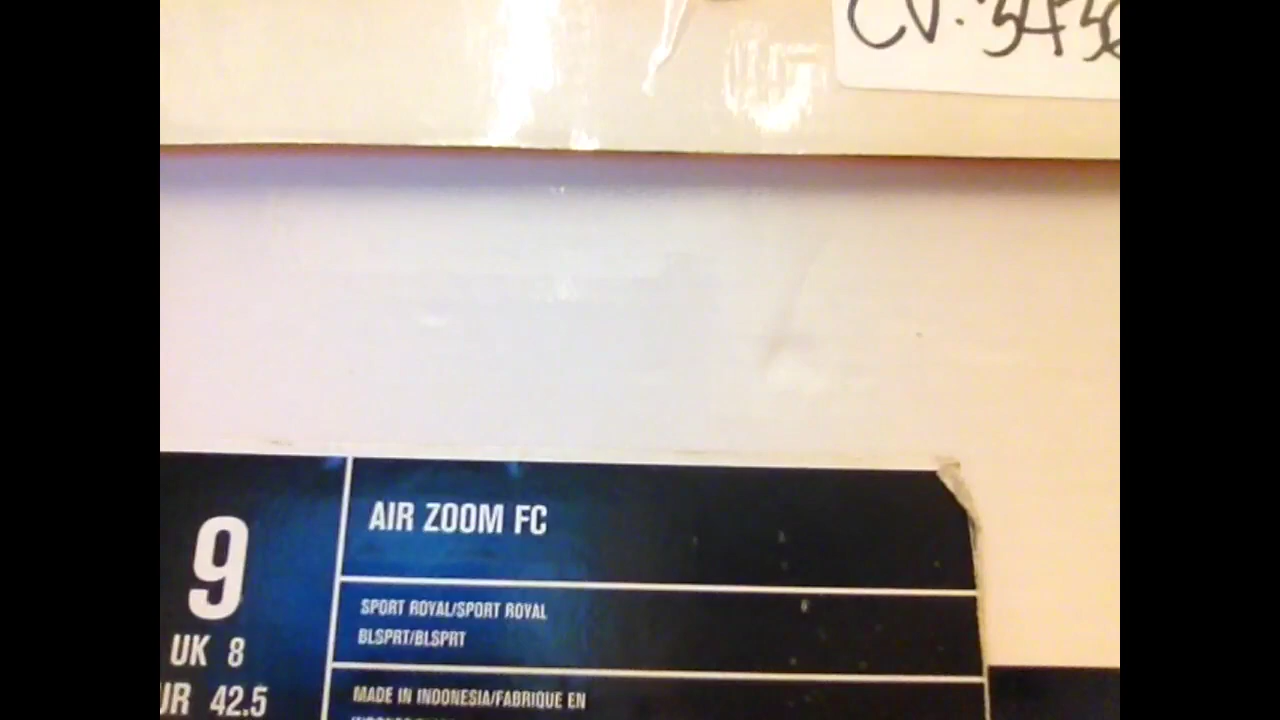 CV.
9
AIR ZOOM FC
SPORT ROYAL/SPORT ROYAL
BLSPRT/BLSPRT
UK 8
42.5
MADE IN INDONESIA/FABRIQUE EN